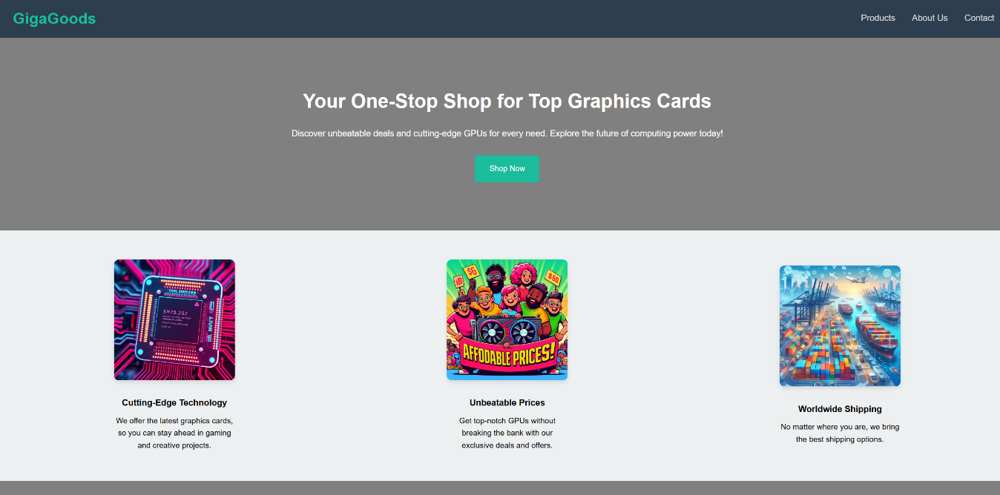 GigaGoods
Products
About Us
Contact
Your One-Stop Shop for Top Graphics Cards
Discover unbeatable deals and cutting-edge GPUs for every need. Explore the future of computing power today!
Shop Now
$6
$60
AFFODABLE PRICES!
Cutting-Edge Technology
We offer the latest graphics cards,
so you can stay ahead in gaming
and creative projects.
Unbeatable Prices
Get top-notch GPUs without
breaking the bank with our
exclusive deals and offers.
Worldwide Shipping
No matter where you are, we bring
the best shipping options.